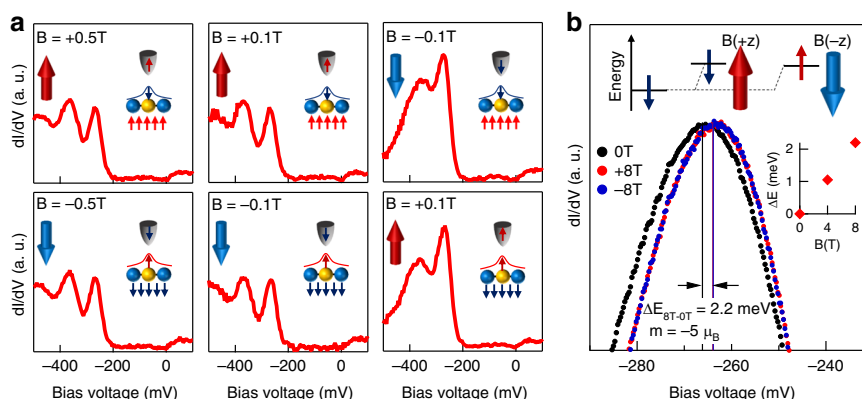 a
B = +0.5T
B = +0.1T
B = −0.1T
dI/dV (a. u.)
B = −0.5T
B = −0.1T
B = +0.1T
dI/dV (a. u.)
−400 −200 0
−400 −200 0
−400 −200 0
Bias voltage (mV)
Bias voltage (mV)
Bias voltage (mV)
b
Energy
B(+z)
B(−z)
0T
+8T
−8T
dI/dV (a. u.)
ΔE (meV)
2
1
0
0 4 8
B(T)
ΔE8T-0T = 2.2 meV
m = −5 μB
−280 −260 −240
Bias voltage (mV)